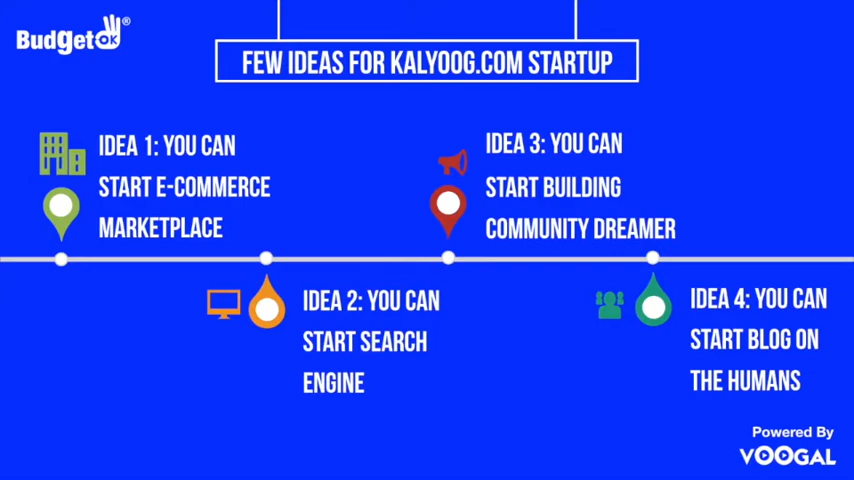 BudgetOK®
FEW IDEAS FOR KALYOOG.COM STARTUP
IDEA 1: YOU CAN
START E-COMMERCE
MARKETPLACE
IDEA 2: YOU CAN
START SEARCH
ENGINE
IDEA 3: YOU CAN
START BUILDING
COMMUNITY DREAMER
IDEA 4: YOU CAN
START BLOG ON
THE HUMANS
Powered By
VOOGAL